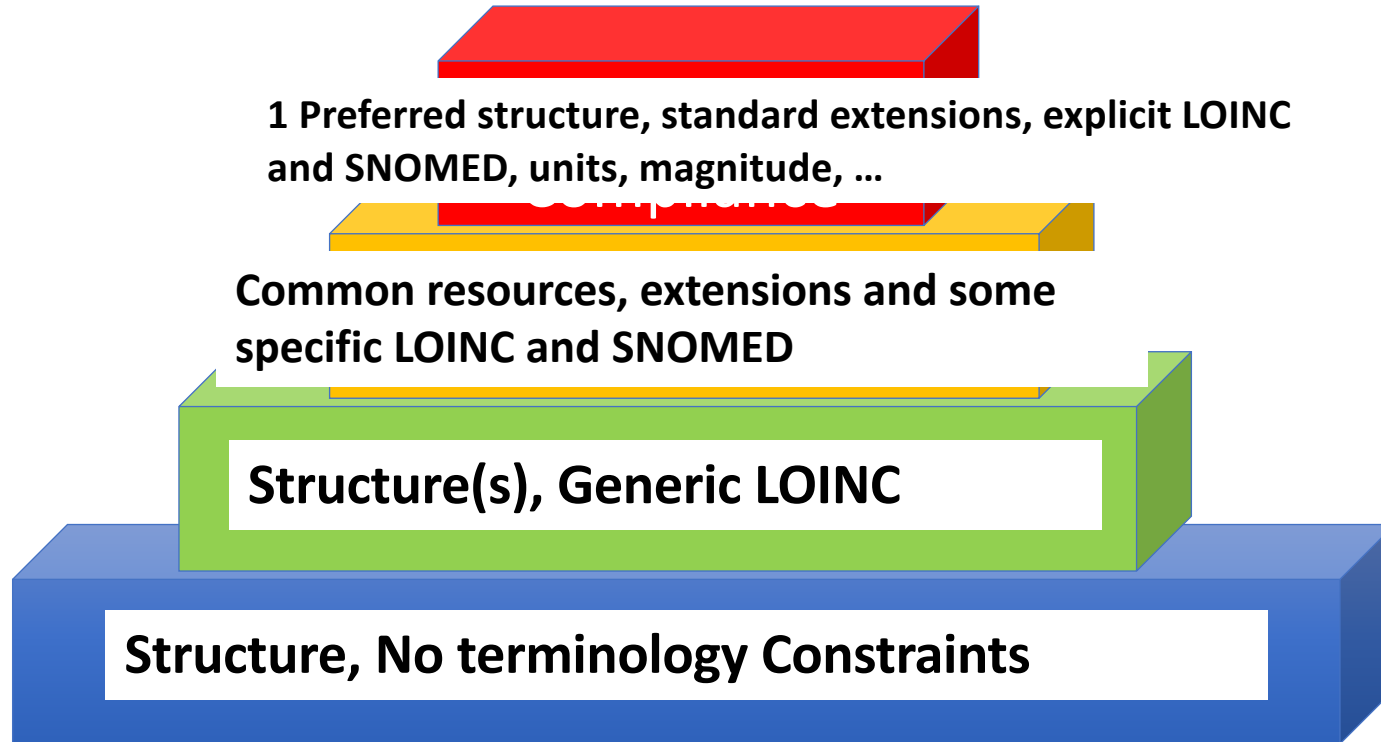 1 Preferred structure, standard extensions, explicit LOINC
and SNOMED, units, magnitude, ...
Common resources, extensions and some
specific LOINC and SNOMED
Structure(s), Generic LOINC
Structure, No terminology Constraints